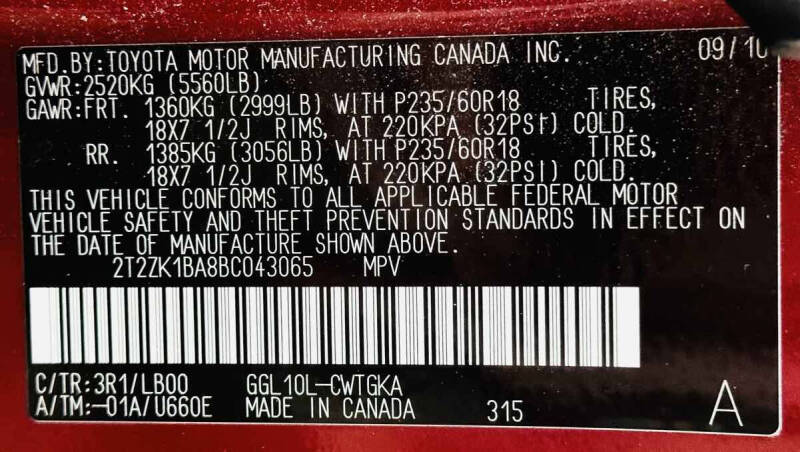 MFD.BY:TOYOTA MOTOR MANUFACTURING CANADA INC. 09/10
GVWR:2520KG (5560LB)
GAWR:FRT. 1360KG (2999LB) WITH P235/60R18 TIRES,
18X7 1/2J RIMS, AT 220KPA (32PSI) COLD.
RR. 1385KG (3056LB) WITH P235/60R18 TIRES,
18X7 1/2J RIMS, AT 220KPA (32PSI) COLD.
THIS VEHICLE CONFORMS TO ALL APPLICABLE FEDERAL MOTOR
VEHICLE SAFETY AND THEFT PREVENTION STANDARDS IN EFFECT ON
THE DATE OF MANUFACTURE SHOWN ABOVE.
2T2ZK1BA8BC043065 MPV
C/TR:3R1/LB00 GGL10L-CWTGKA
A/TM:-01A/U660E MADE IN CANADA 315 A